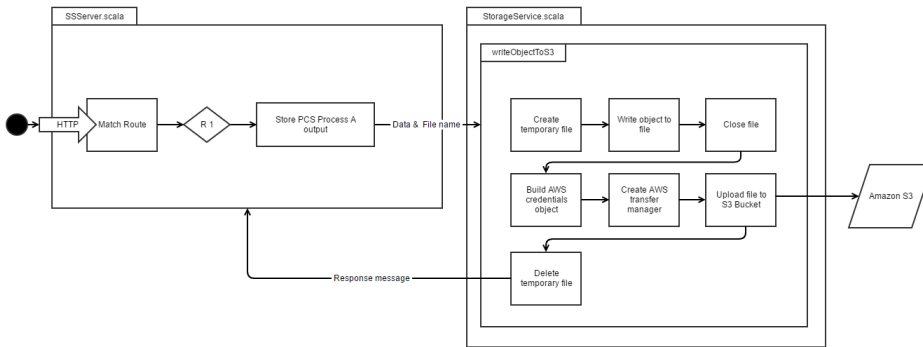 SSServer.scala
HTTP
Match Route
R 1
Store PCS Process A
output
Data & File name
StorageService.scala
writeObjectToS3
Create
temporary file
Write object to
file
Close file
Build AWS
credentials
object
Create AWS
transfer
manager
Upload file to
S3 Bucket
Amazon S3
Delete
temporary file
Response message